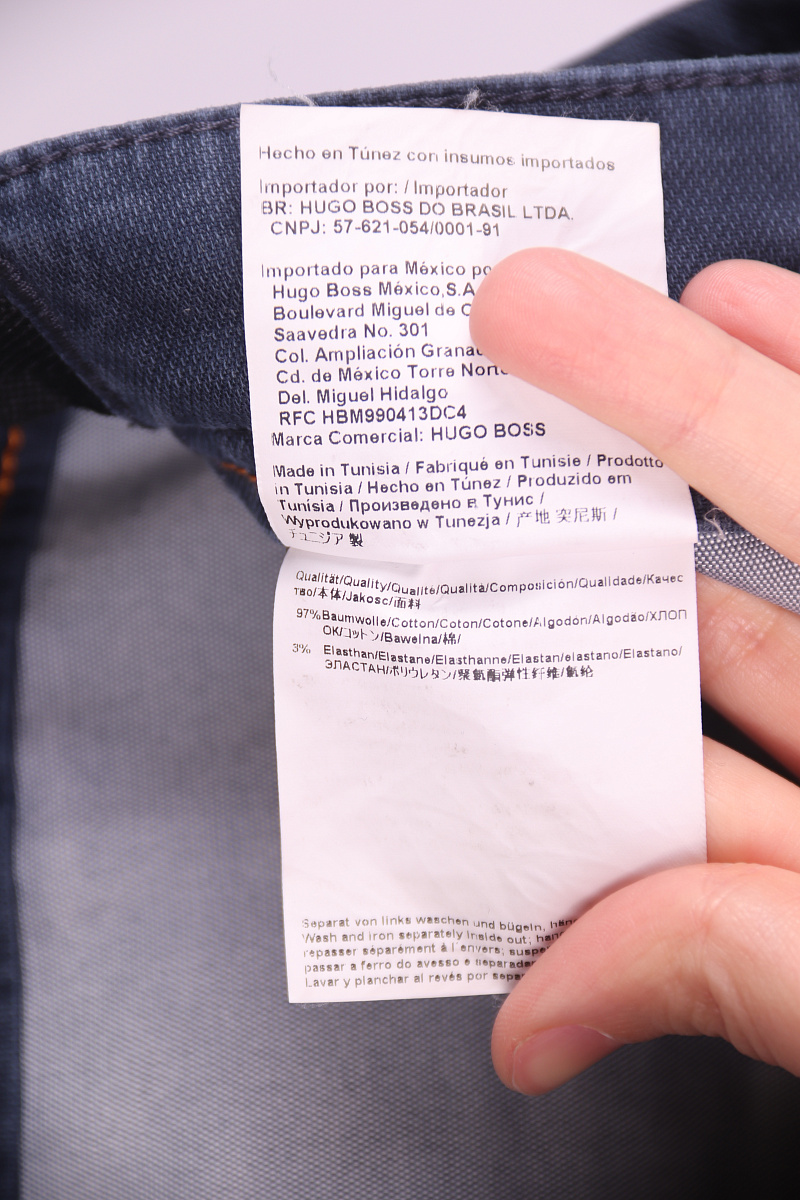 Hecho en Túnez con insumos importados
Importador por: / Importador
BR: HUGO BOSS DO BRASIL LTDA.
CNPJ: 57-621-054/0001-91
Importado para México
Hugo Boss México,S.A
Boulevard Miguel de
Saavedra No. 301
Col. Ampliación
Cd. de México Torre
Del. Miguel Hidalgo
RFC HBM990413DC4
Marca Comercial: HUGO BOSS
Made in Tunisia / Fabriqué en Tunisie / Prodotto
in Tunisia / Hecho en Túnez / Produzido em
Tunísia / Произведено в Тунис /
Wyprodukowano w Tunezja / 产地 突尼斯 /
チュニジア 製
Qualität/Quality/Qualité/Qualità/Composición/Qualidade/Качес
тво/本体/Jakosc/面料
97%Baumwolle/Cotton/Coton/Cotone/Algodón/Algodão/ХЛОП
ОК/コットン/Bawelna/棉/
3% Elasthan/Elastane/Elasthanne/Elastan/elastano/Elastano/
ЭЛАСТАН/ポリウレタン/聚氨酯弹性纤维/氨纶
Separat von links waschen und bügeln,
Wash and iron separately inside out;
repasser séparément à l'envers;
passar a ferro do avesso e
Lavar y planchar al revés por